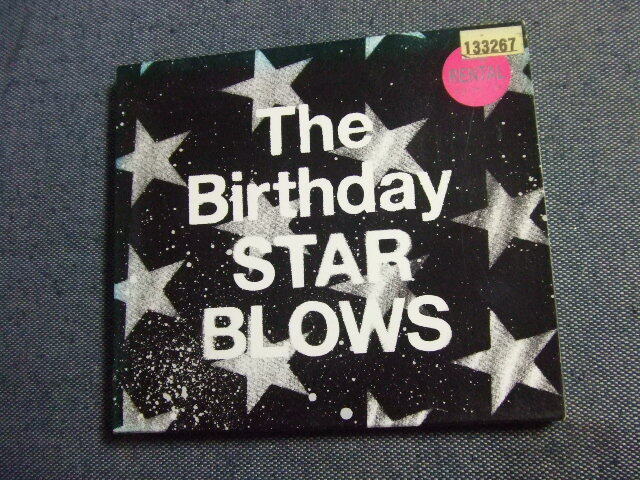 133267
RENTAL
The
Birthday
STAR
BLOWS